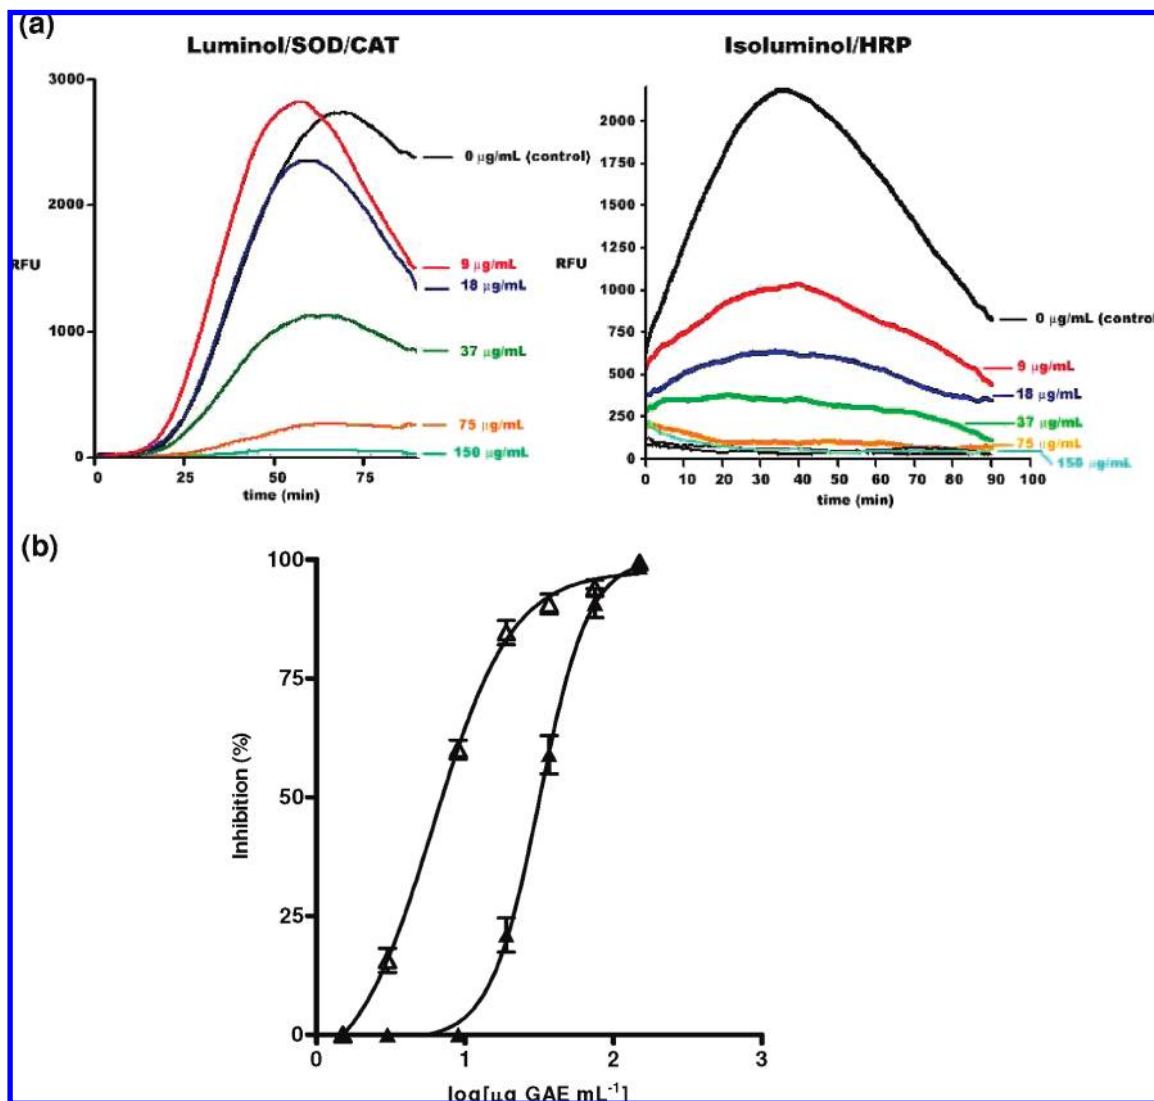 (a)
Luminol/SOD/CAT
3000
2000
1000
0
RFU
0 25 50 75
time (min)
0 µg/mL (control)
9 µg/mL
18 µg/mL
37 µg/mL
75 µg/mL
150 µg/mL
Isoluminol/HRP
2000
1750
1500
1250
1000
750
500
250
0
RFU
0 10 20 30 40 50 60 70 80 90 100
time (min)
0 µg/mL (control
9 µg/mL
18 µg/mL
37 µg/mL
75 µg/mL
150 µg/mL
(b)
100
75
50
25
0
Inhibition (%)
0 1 2 3
log[µg GAE mL⁻¹]